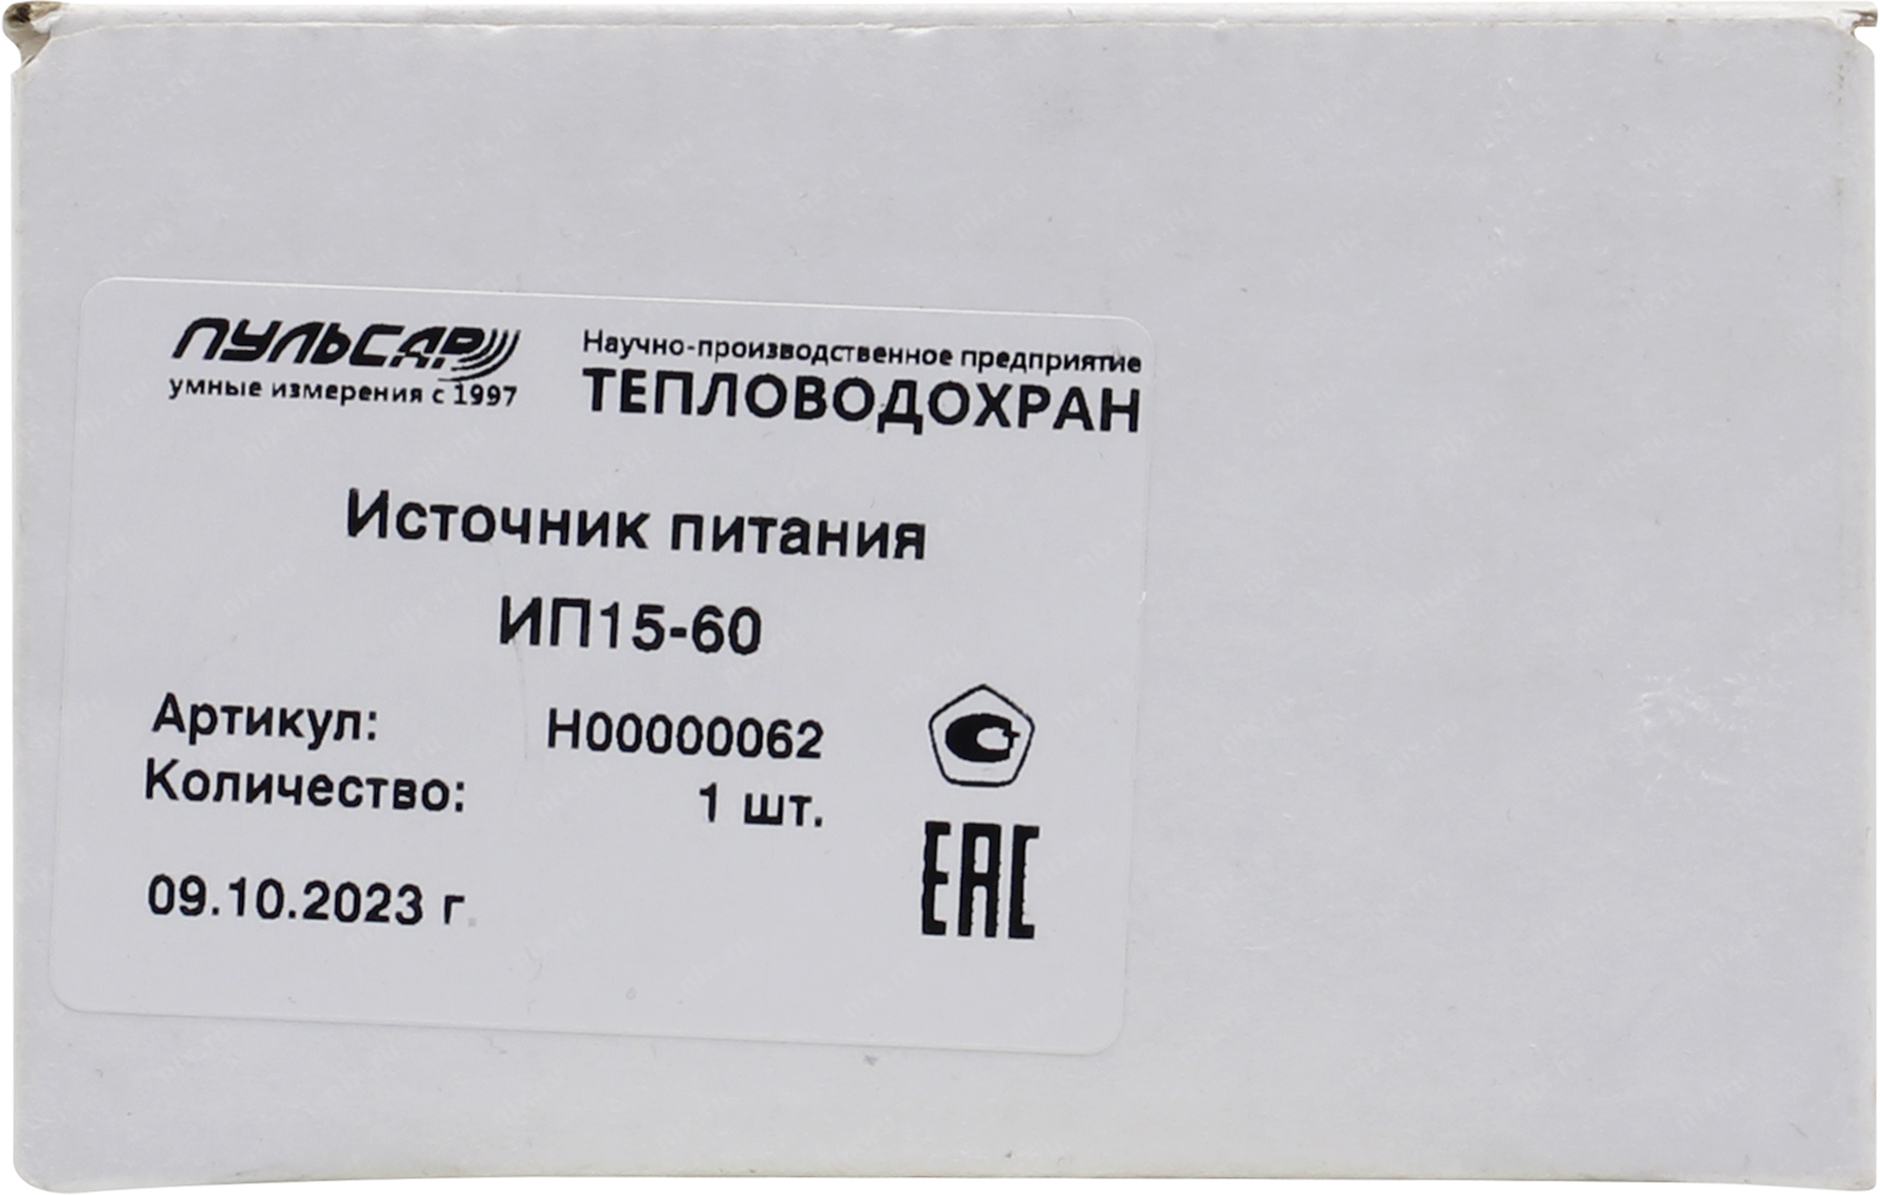 ПУЛЬСАР
умные измерения с 1997
Научно-производственное предприятие
ТЕПЛОВОДОХРАН
Источник питания
ИП15-60
Артикул: Н00000062
Количество: 1 шт.
09.10.2023 г.
ЕАС